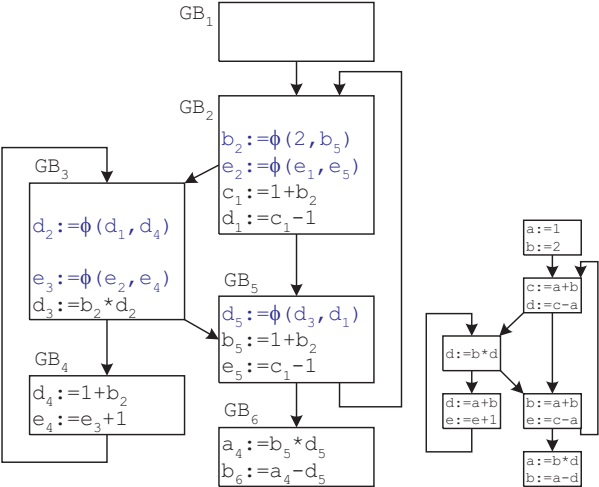 GB₁
GB₂
b₂:=ϕ(2,b₅)
e₂:=ϕ(e₁,e₅)
c₁:=1+b₂
d₁:=c₁-1
GB₃
d₂:=ϕ(d₁,d₄)
e₃:=ϕ(e₂,e₄)
d₃:=b₂*d₂
GB₄
d₄:=1+b₂
e₄:=e₃+1
GB₅
d₅:=ϕ(d₃,d₁)
b₅:=1+b₂
e₅:=c₁-1
GB₆
a₄:=b₅*d₅
b₆:=a₄-d₅
a:=1
b:=2
c:=a+b
d:=c-a
d:=b*d
d:=a+b
e:=e+1
b:=a+b
e:=c-a
a:=b*d
b:=a-d